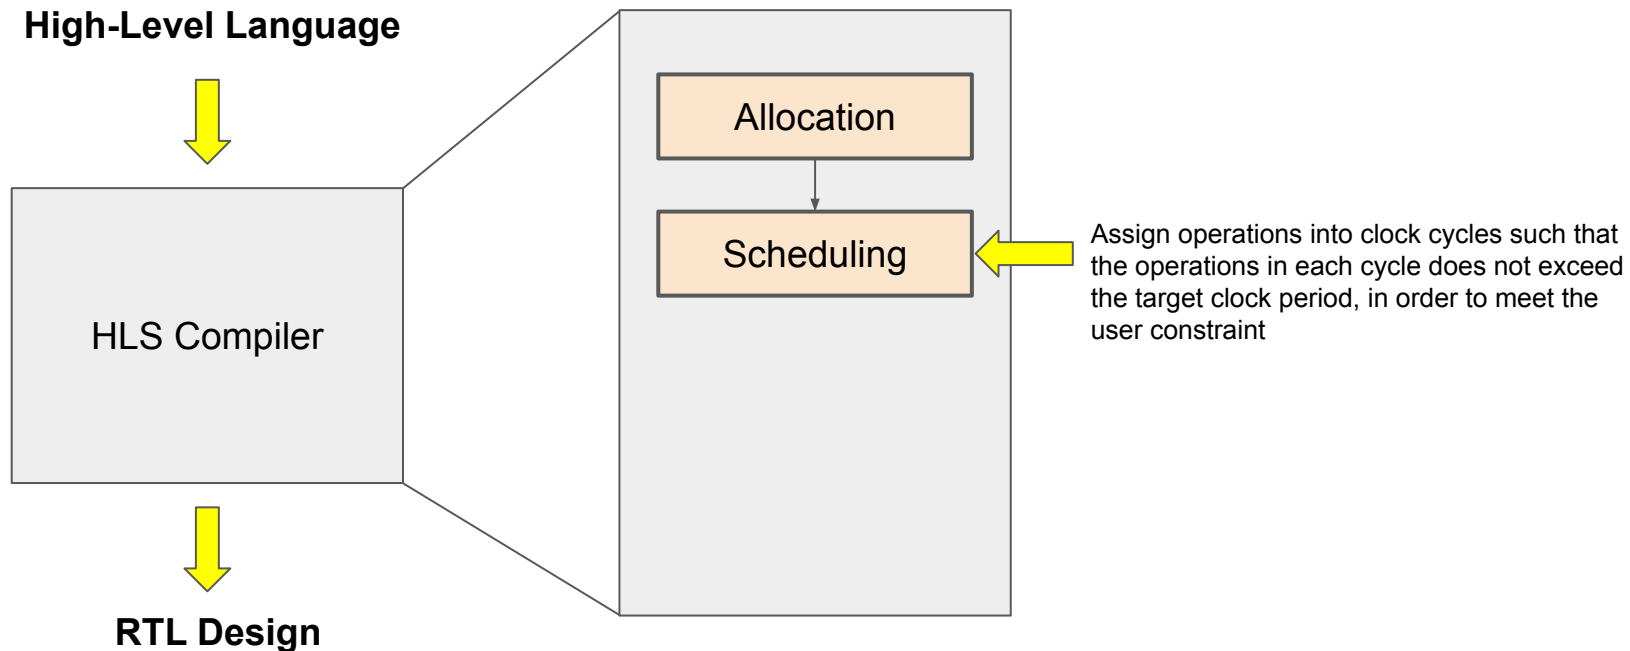 High-Level Language
HLS Compiler
RTL Design
Allocation
Scheduling
Assign operations into clock cycles such that
the operations in each cycle does not exceed
the target clock period, in order to meet the
user constraint